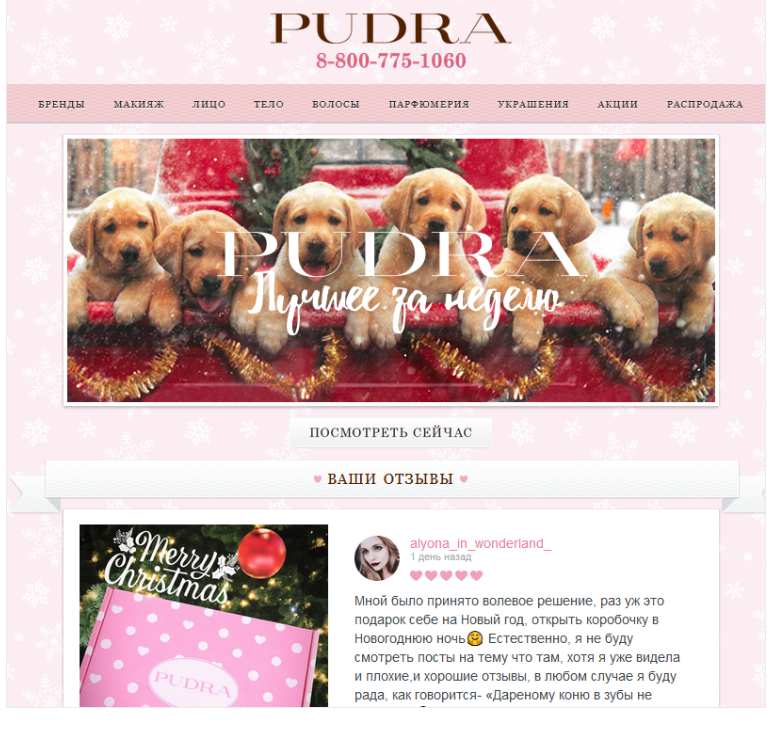 PUDRA
8-800-775-1060
БРЕНДЫ МАКИЯЖ ЛИЦО ТЕЛО ВОЛОСЫ ПАРФЮМЕРИЯ УКРАШЕНИЯ АКЦИИ РАСПРОДАЖА
PUDRA
Лучшее за неделю
ПОСМОТРЕТЬ СЕЙЧАС
ВАШИ ОТЗЫВЫ
Merry
Christmas
PUDRA
alyona_in_wonderland_
1 день назад
Мной было принято волевое решение, раз уж это
подарок себе на Новый год, открыть коробочку в
Новогоднюю ночь🤗 Естественно, я не буду
смотреть посты на тему что там, хотя я уже видела
и плохие,и хорошие отзывы, в любом случае я буду
рада, как говорится- «Дареному коню в зубы не